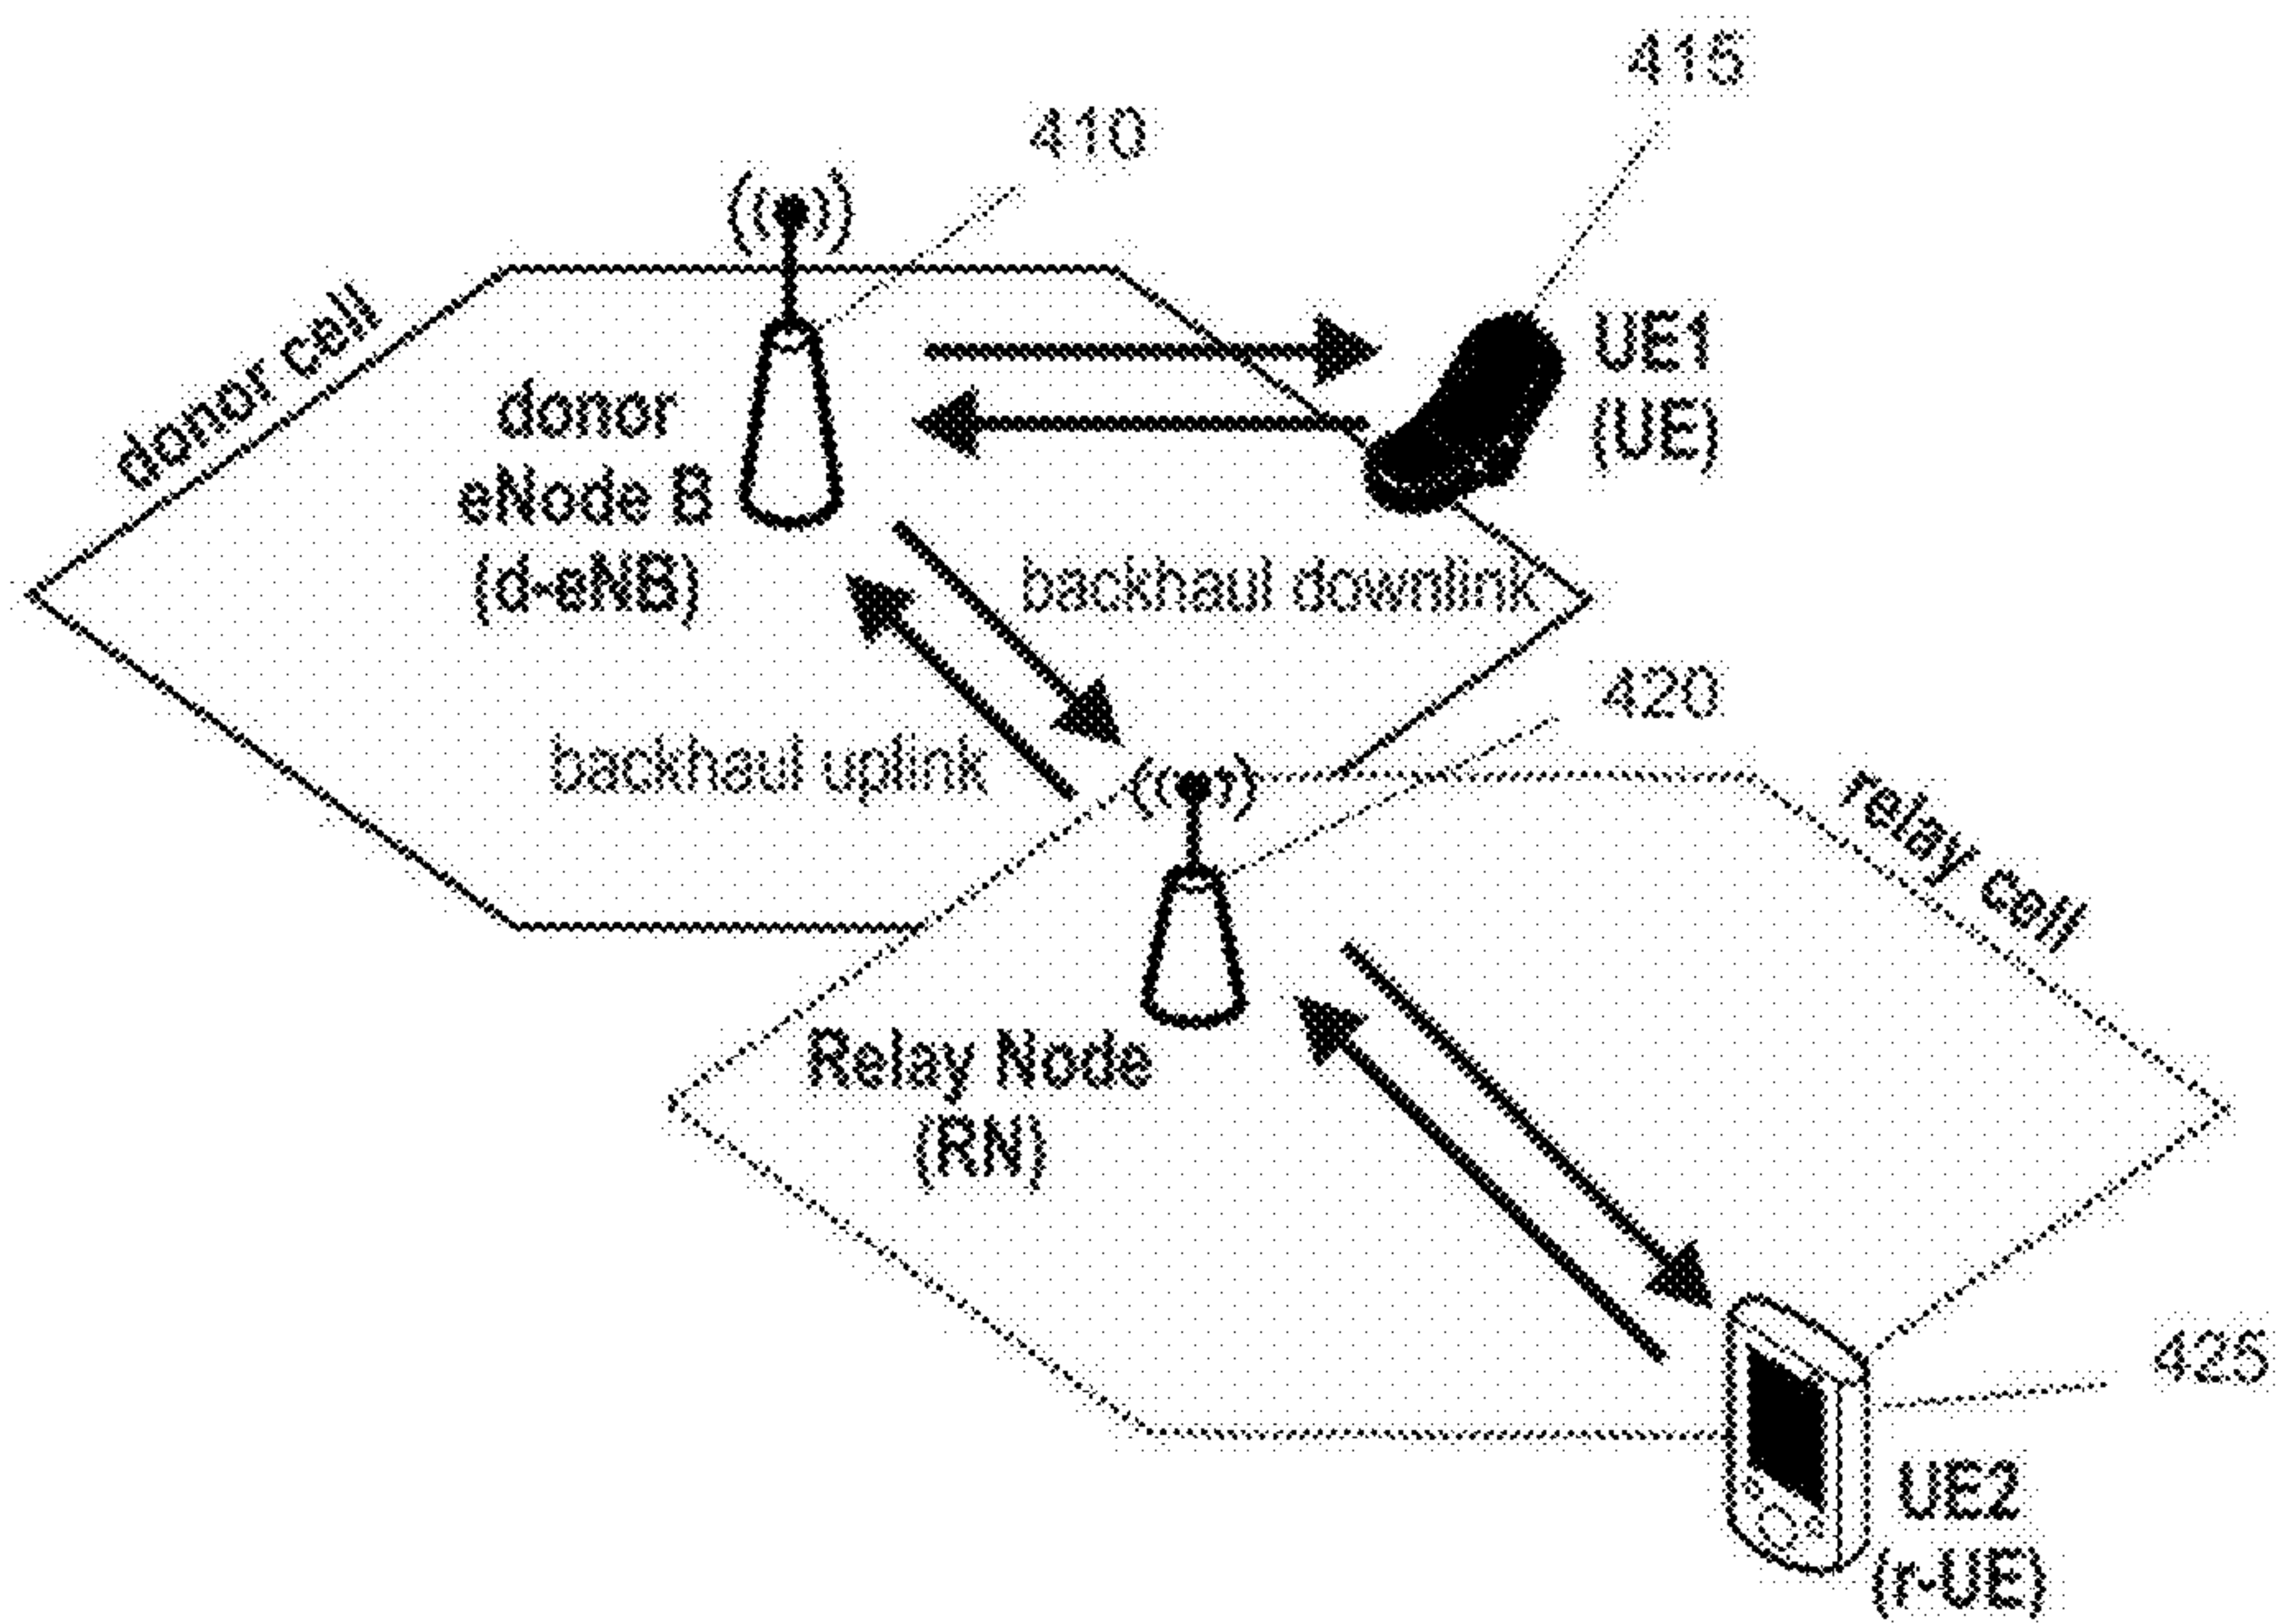 415
410
donor cell
UE1
(UE)
donor
eNode B
(d-eNB)
backhaul downlink
420
backhaul uplink
relay cell
Relay Node
(RN)
425
UE2
(r-UE)